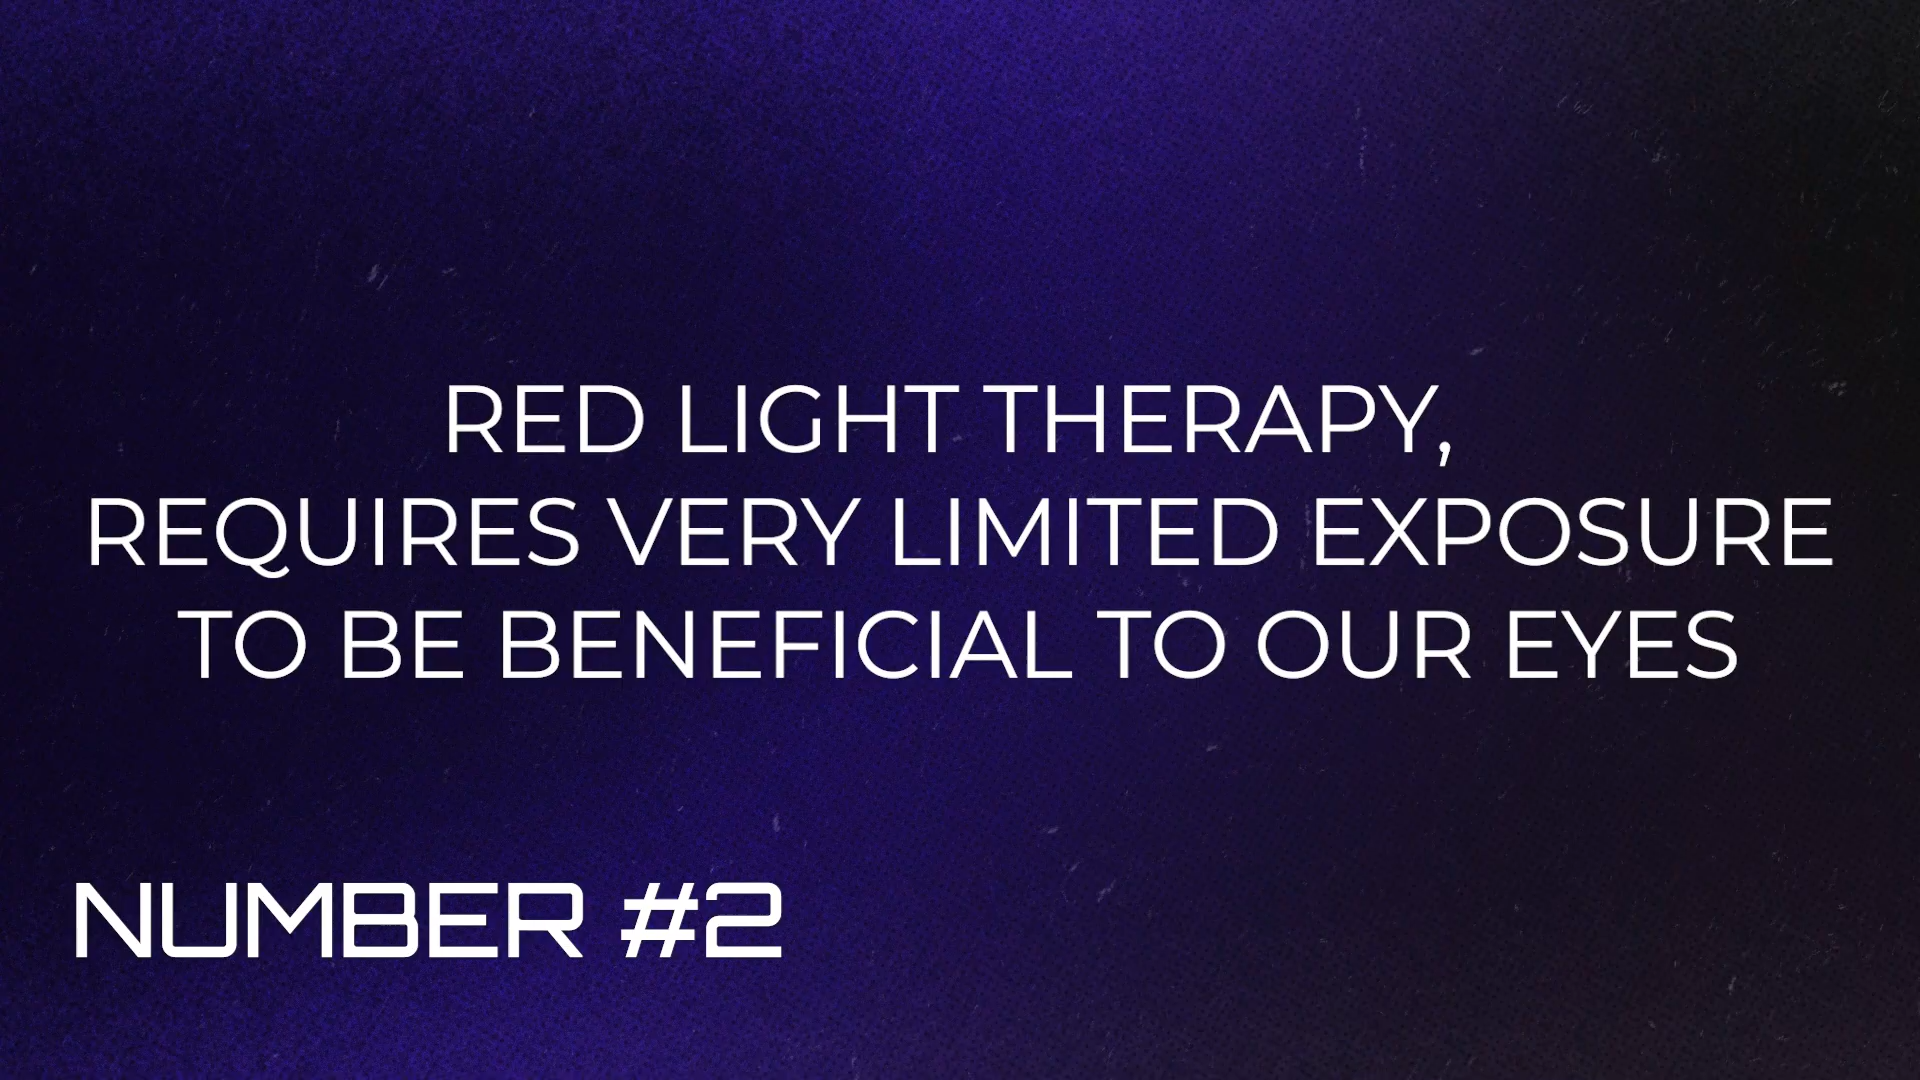 RED LIGHT THERAPY,
REQUIRES VERY LIMITED EXPOSURE
TO BE BENEFICIAL TO OUR EYES
NUMBER #2